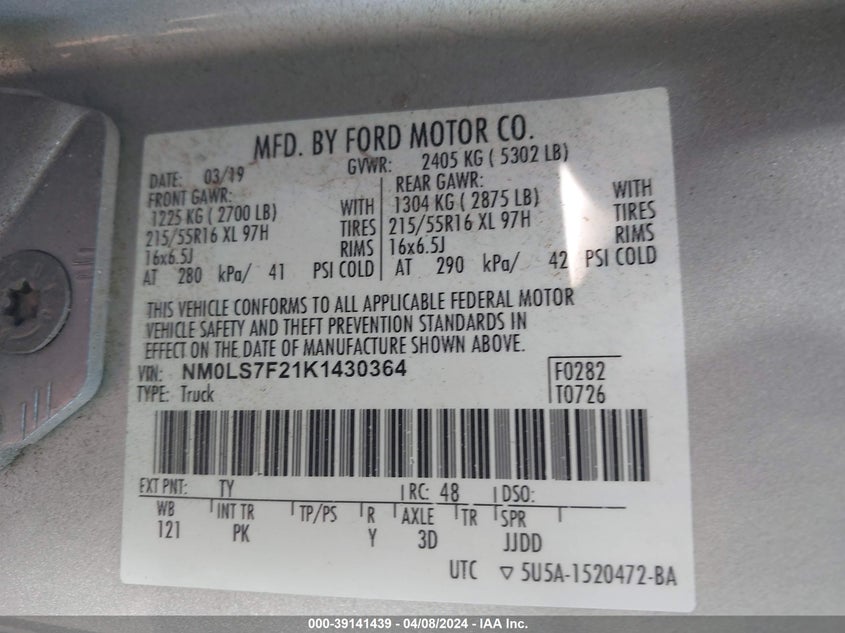 MFD. BY FORD MOTOR CO.
DATE: 03/19 GVWR: 2405 KG ( 5302 LB)
FRONT GAWR: REAR GAWR:
1225 KG ( 2700 LB) WITH 1304 KG ( 2875 LB) WITH
215/55R16 XL 97H TIRES 215/55R16 XL 97H TIRES
16x6.5J RIMS 16x6.5J RIMS
AT 280 kPa/ 41 PSI COLD AT 290 kPa/ 42 PSI COLD
THIS VEHICLE CONFORMS TO ALL APPLICABLE FEDERAL MOTOR
VEHICLE SAFETY AND THEFT PREVENTION STANDARDS IN
EFFECT ON THE DATE OF MANUFACTURE SHOWN ABOVE.
VIN: NM0LS7F21K1430364 F0282
TYPE: Truck T0726
EXT PNT: TY RC: 48 DSO:
WB INT TR TP/PS R AXLE TR SPR
121 PK Y 3D JJDD
UTC ▽ 5U5A-1520472-BA
000-39141439 - 04/08/2024 - IAA Inc.